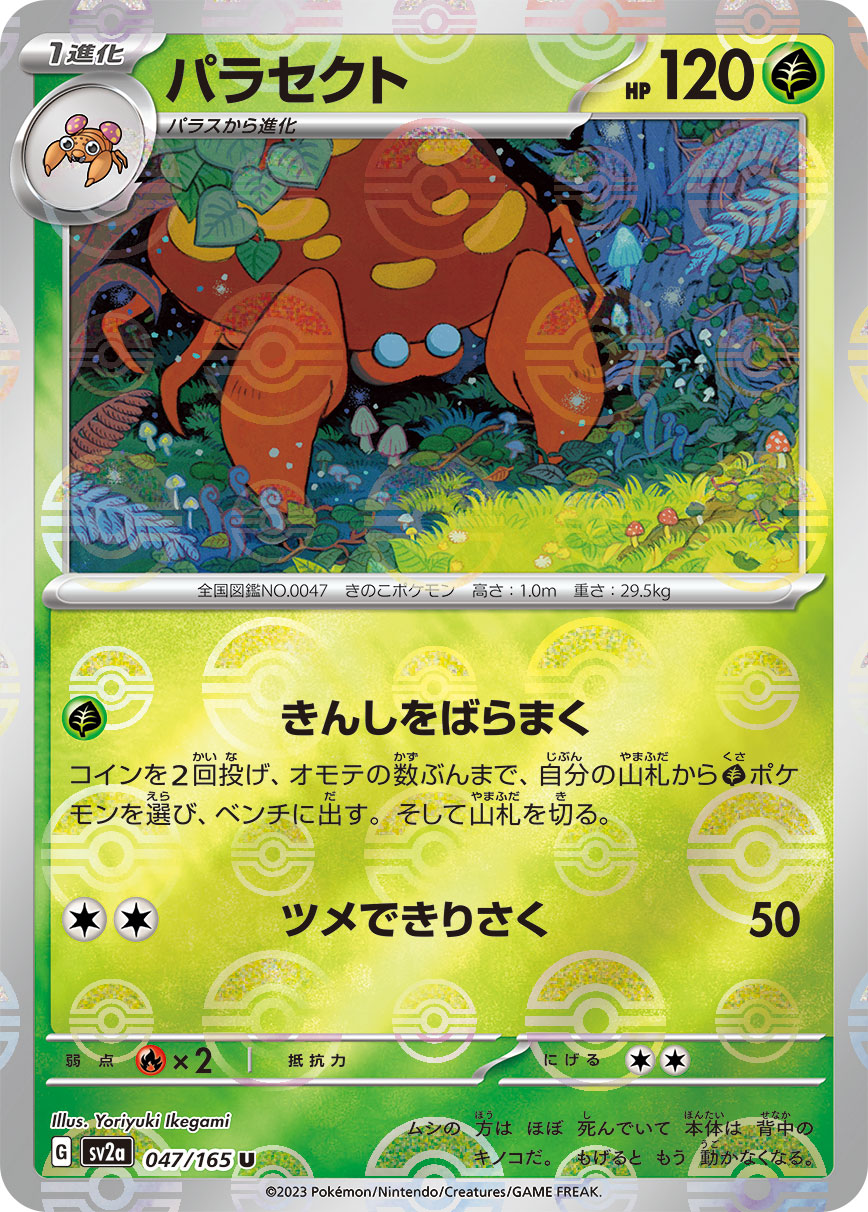 1進化
パラセクト
HP 120
パラスから進化
全国図鑑NO.0047 きのこポケモン 高さ：1.0m 重さ：29.5kg
きんしをばらまく
コインを2回投げ、オモテの数ぶんまで、自分の山札からポケ
モンを選び、ベンチに出す。そして山札を切る。
ツメできりさく 50
弱点 ×2 抵抗力 にげる
Illus. Yoriyuki Ikegami
G sv2a 047/165 U
ムシの 方は ほぼ 死んでいて 本体は 背中の
キノコだ。 もげると もう 動かなくなる。
©2023 Pokémon/Nintendo/Creatures/GAME FREAK.